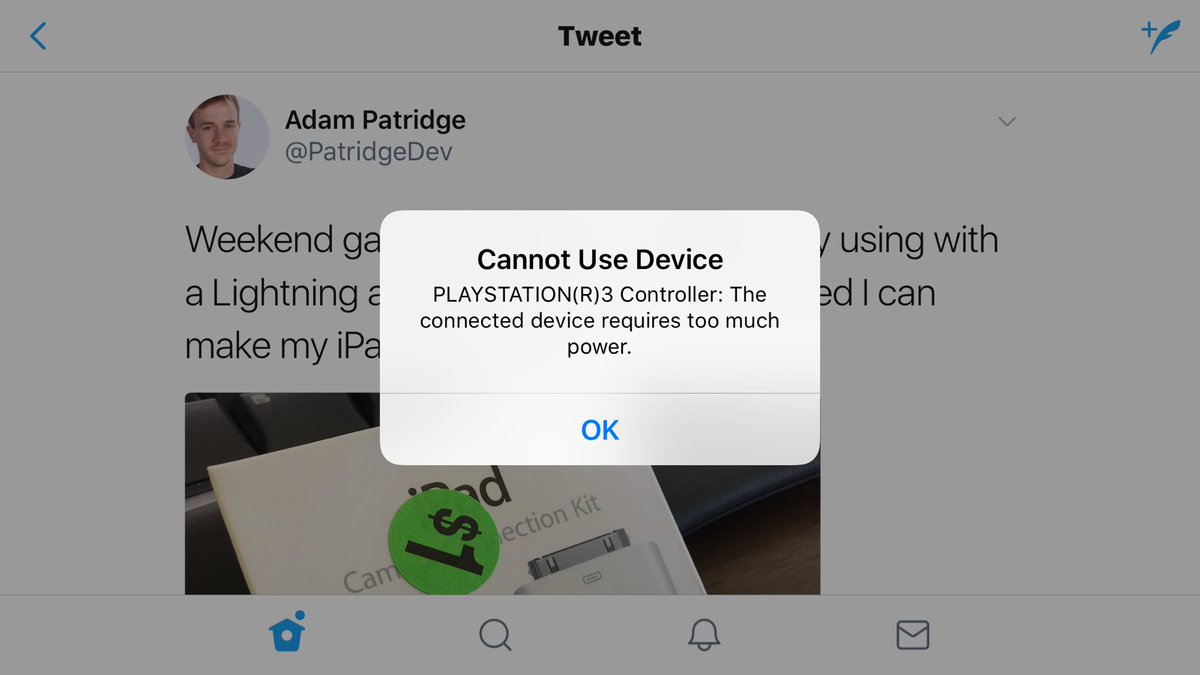 Tweet
Adam Patridge
@PatridgeDev
Weekend ga
y using with
a Lightning a
ed I can
make my iPa
Cannot Use Device
PLAYSTATION(R)3 Controller: The
connected device requires too much
power.
OK
iPad
Cam
ection Kit
$1